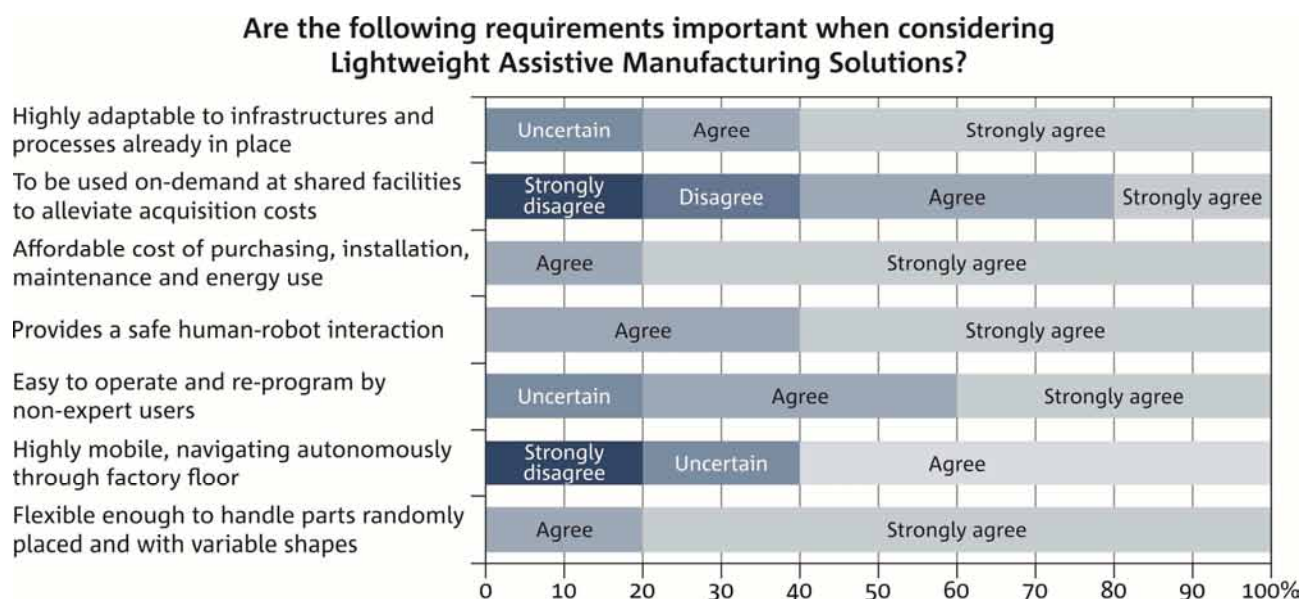 Are the following requirements important when considering
Lightweight Assistive Manufacturing Solutions?
Highly adaptable to infrastructures and
processes already in place
Uncertain
Agree
Strongly agree
To be used on-demand at shared facilities
to alleviate acquisition costs
Strongly
disagree
Disagree
Agree
Strongly agree
Affordable cost of purchasing, installation,
maintenance and energy use
Agree
Strongly agree
Provides a safe human-robot interaction
Agree
Strongly agree
Easy to operate and re-program by
non-expert users
Uncertain
Agree
Strongly agree
Highly mobile, navigating autonomously
through factory floor
Strongly
disagree
Uncertain
Agree
Flexible enough to handle parts randomly
placed and with variable shapes
Agree
Strongly agree
0 10 20 30 40 50 60 70 80 90 100%